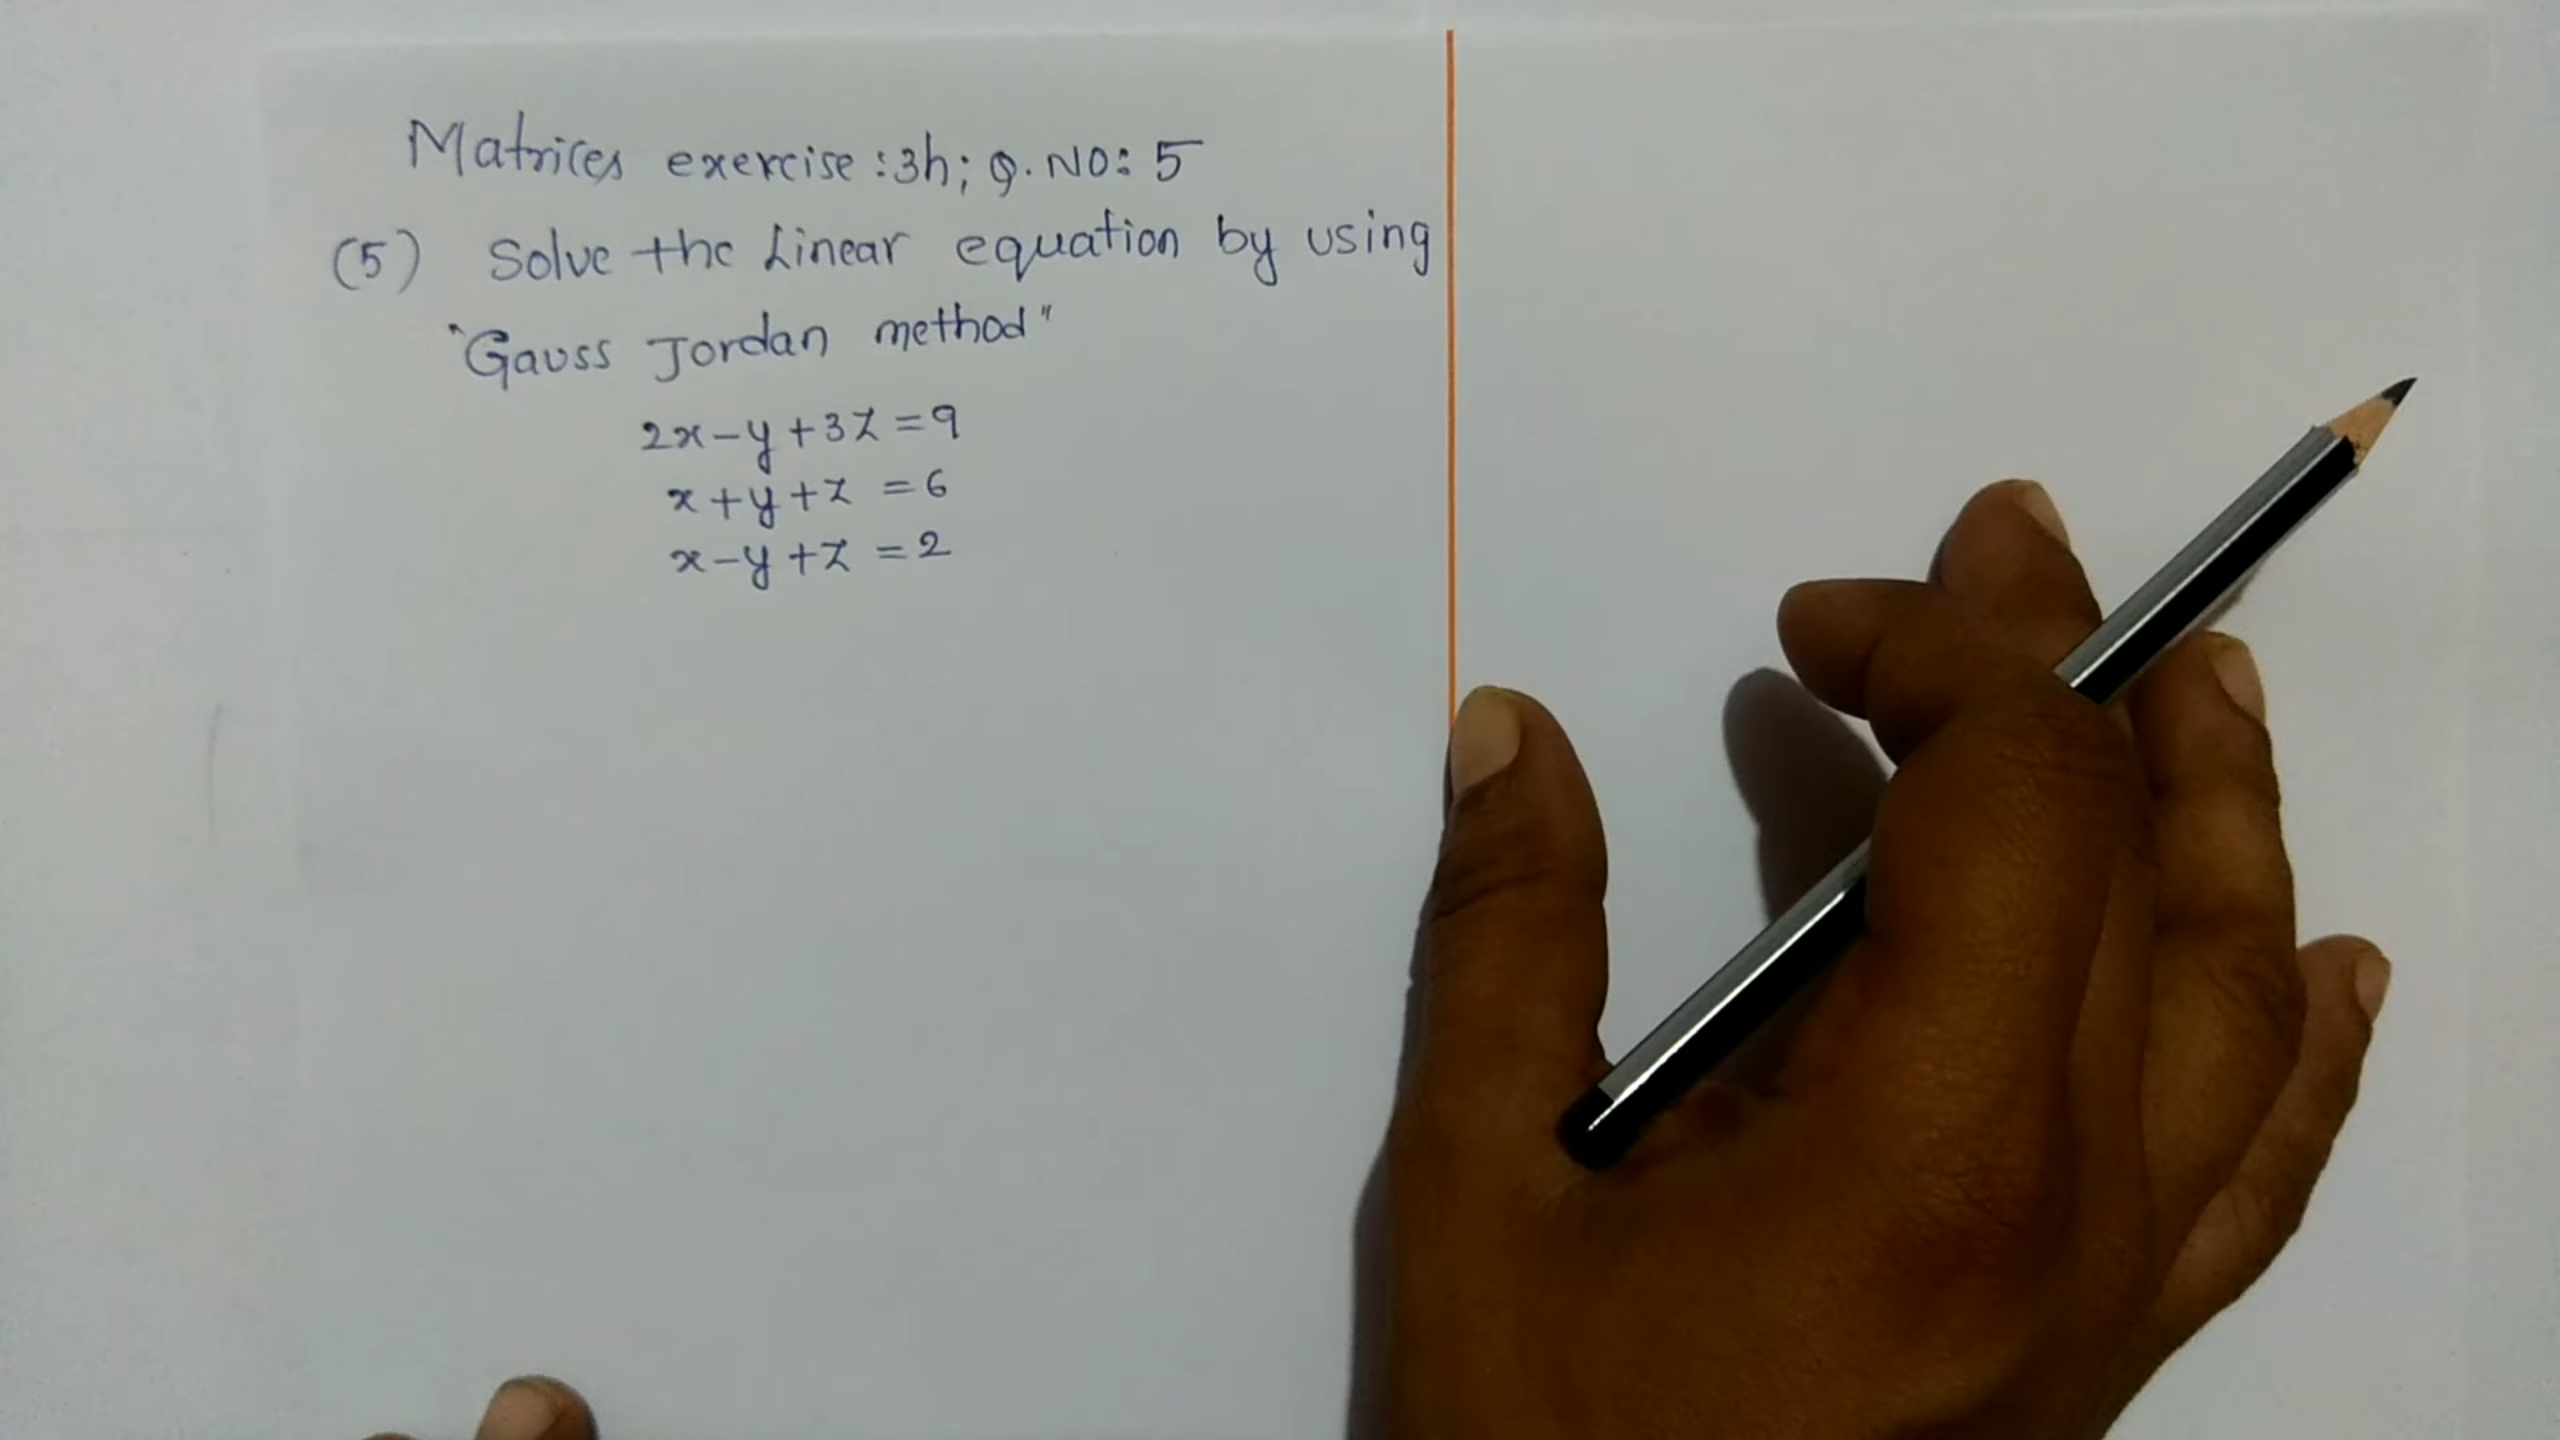 Matrices exercise:3h; Q. NO: 5
(5) Solve the Linear equation by using
"Gauss Jordan method"
2x-y+3z=9
x+y+z=6
x-y+z=2